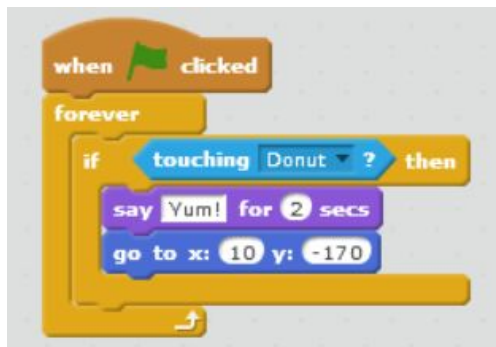 when clicked
forever
if touching Donut ? then
say Yum! for 2 secs
go to x: 10 y: -170